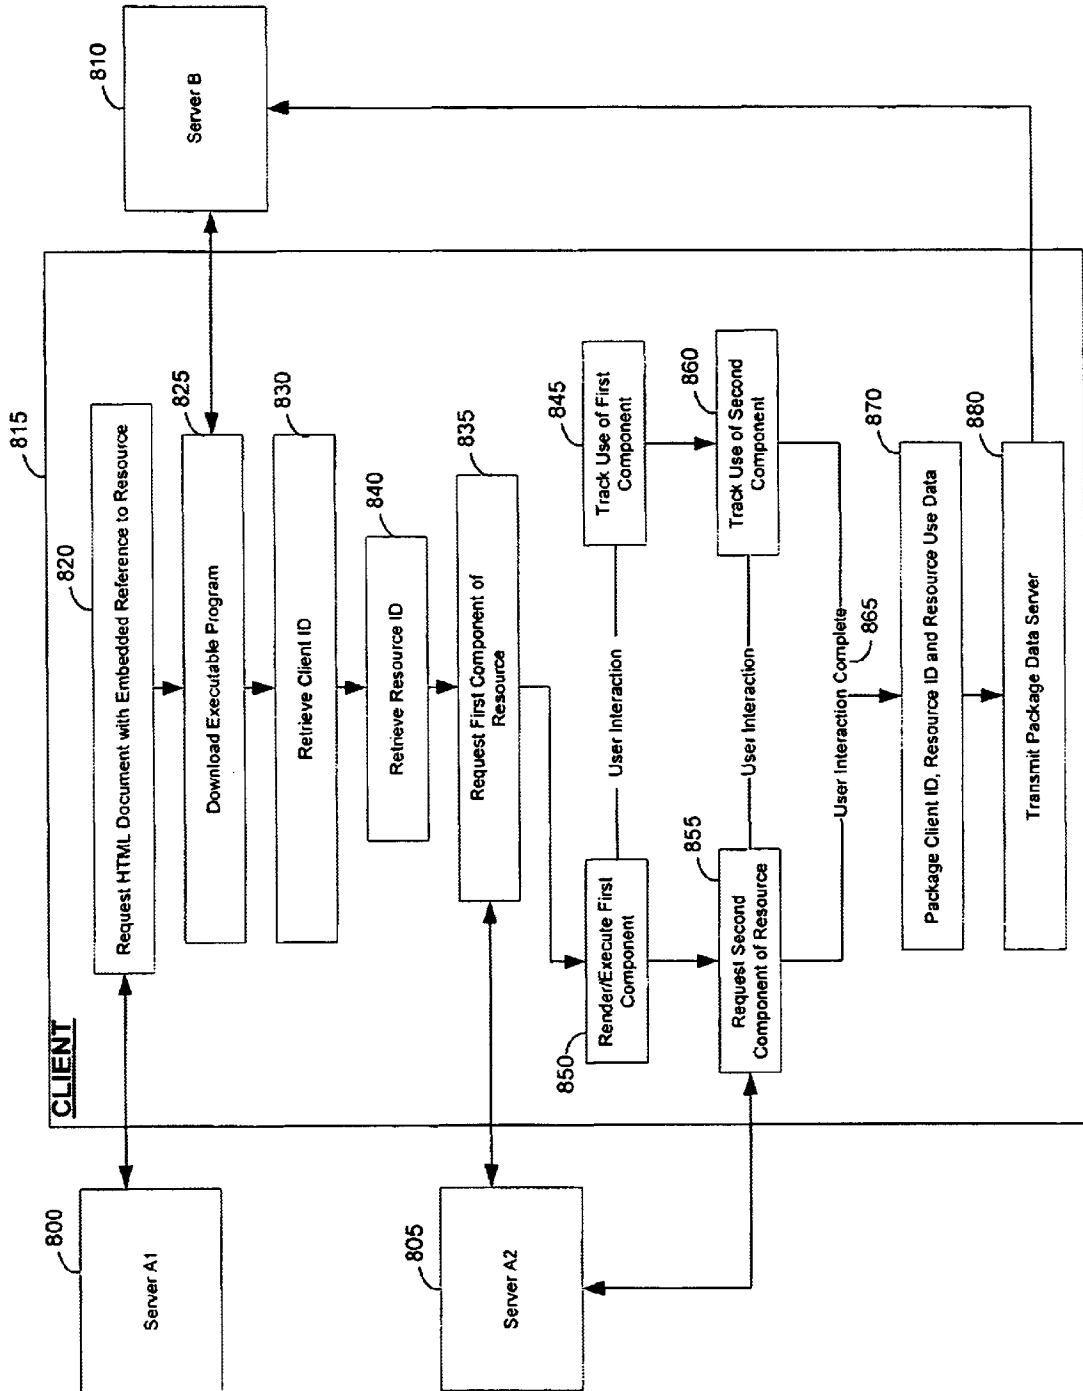 810
Server B
815
CLIENT
820
Request HTML Document with Embedded Reference to Resource
825
Download Executable Program
830
Retrieve Client ID
840
Retrieve Resource ID
835
Request First Component of
Resource
850
Render/Execute First
Component
User Interaction
845
Track Use of First
Component
855
Request Second
Component of Resource
User Interaction
860
Track Use of Second
Component
User Interaction Complete
865
870
Package Client ID, Resource ID and Resource Use Data
880
Transmit Package Data Server
800
Server A1
805
Server A2